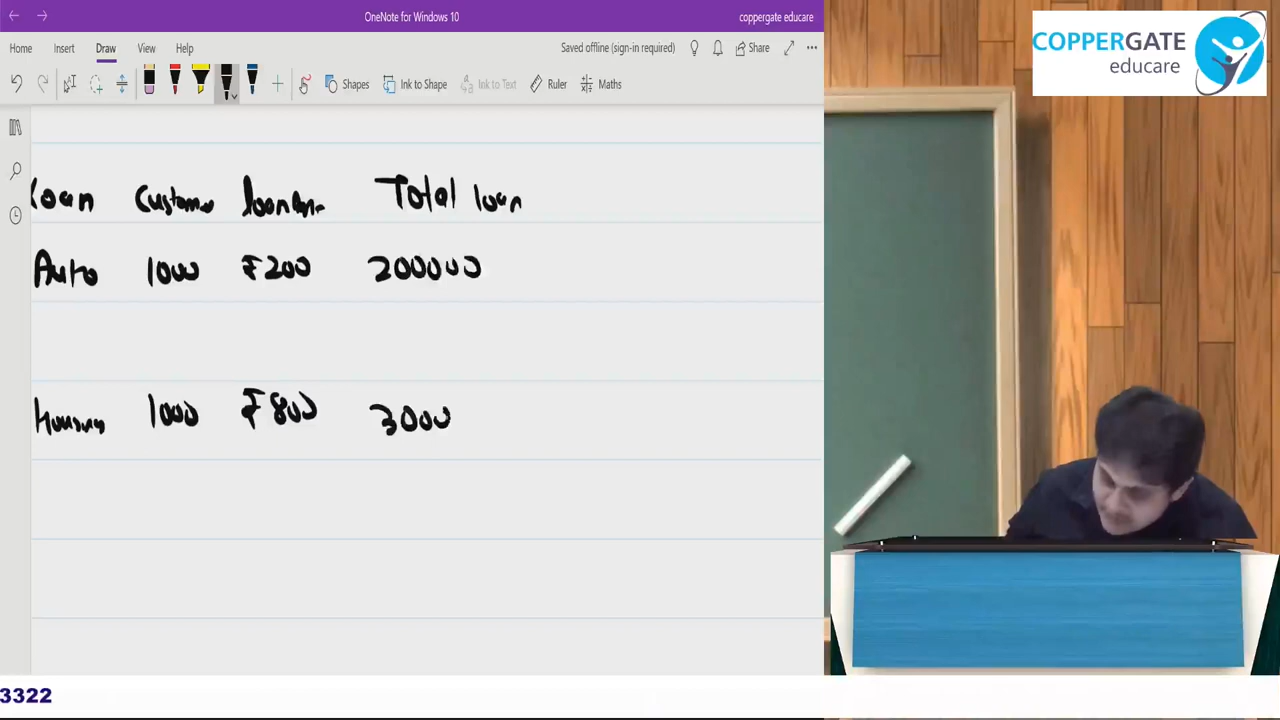 OneNote for Windows 10
coppergate educare
Home Insert Draw View Help
Saved offline (sign-in required) Share
Shapes Ink to Shape Ink to Text Ruler Maths
COPPERGATE
educare
Loan Customer Total loan
Auto 1000 ₹200 200000
Housing 1000 ₹800 3000
3322